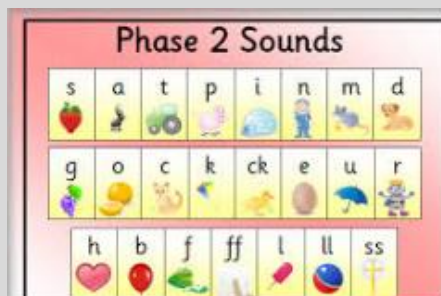 Phase 2 Sounds
s a t p i n m d
g o c k ck e u r
h b f ff l ll ss